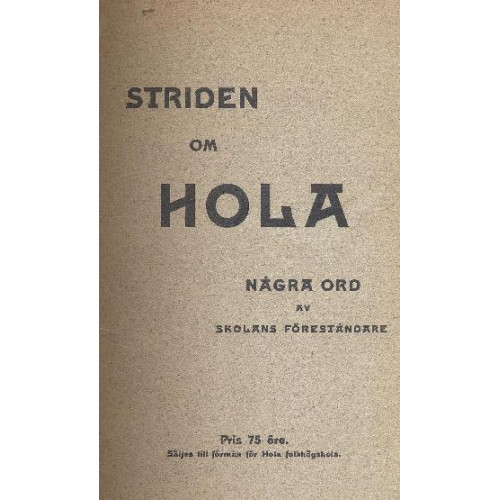 STRIDEN
OM
HOLA
NÅGRA ORD
AV
SKOLANS FÖRESTÅNDARE
Pris 75 öre.
Säljes till förmån för Hola folkhögskola.